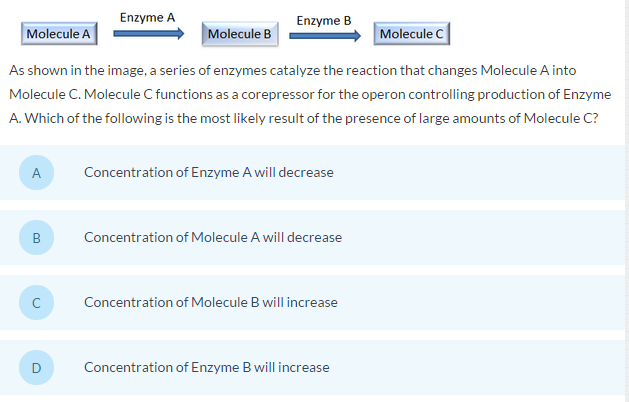 Enzyme A
Enzyme B
Molecule A
Molecule B
Molecule C
As shown in the image, a series of enzymes catalyze the reaction that changes Molecule A into
Molecule C. Molecule C functions as a corepressor for the operon controlling production of Enzyme
A. Which of the following is the most likely result of the presence of large amounts of Molecule C?
A Concentration of Enzyme A will decrease
B Concentration of Molecule A will decrease
C Concentration of Molecule B will increase
D Concentration of Enzyme B will increase